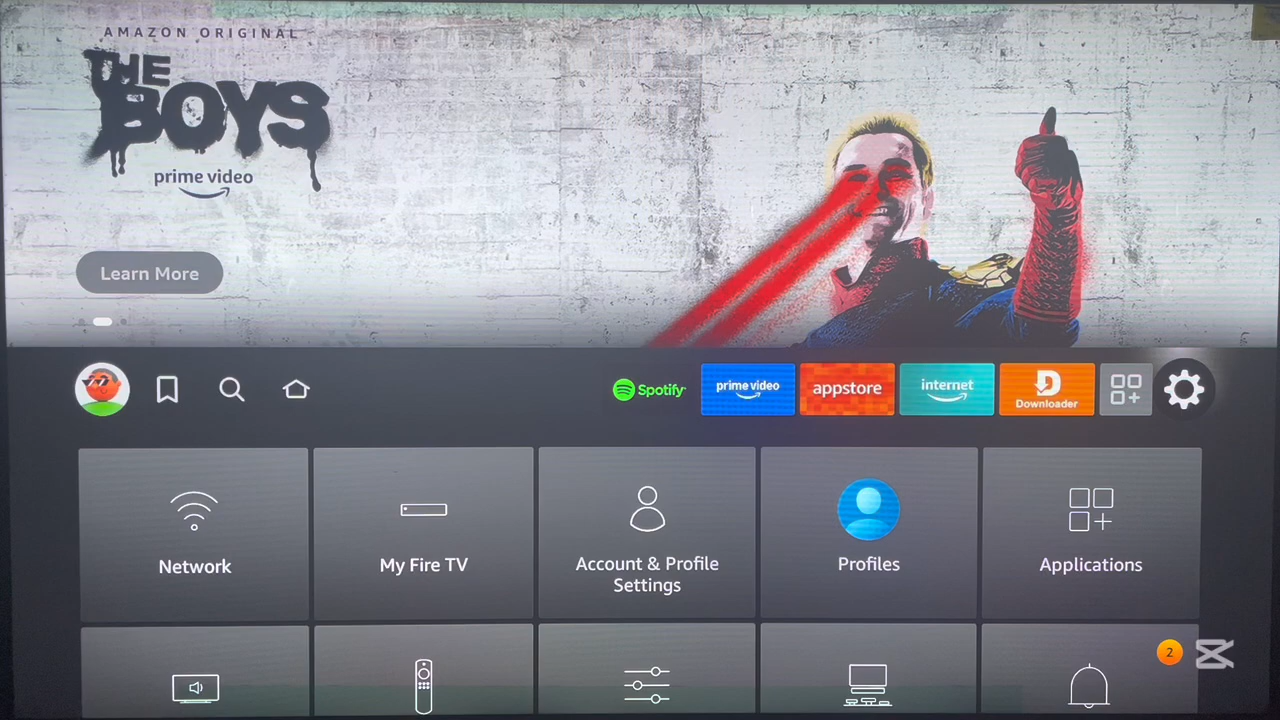 AMAZON ORIGINAL
THE
BOYS
prime video
Learn More
Spotify
prime video
appstore
internet
Downloader
Network
My Fire TV
Account & Profile
Settings
Profiles
Applications
2